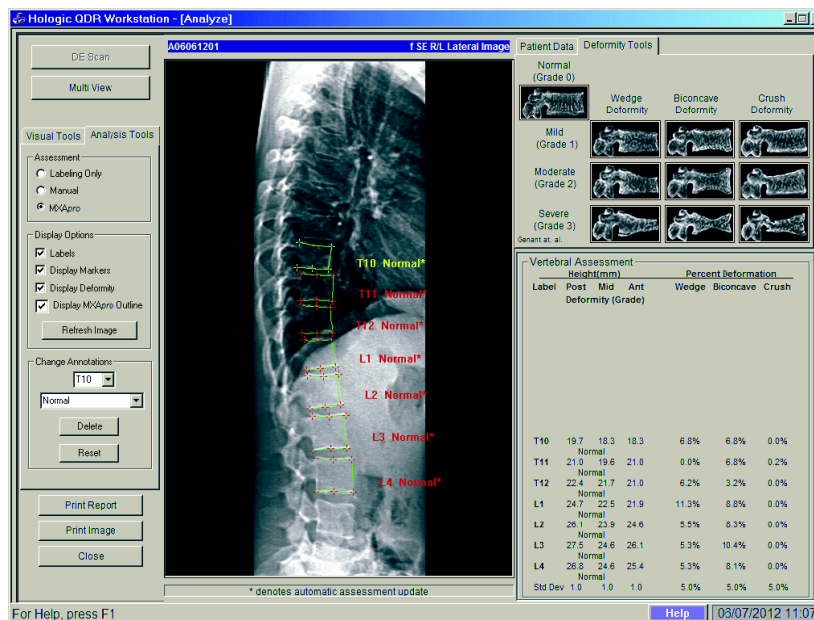 Hologic QDR Workstation - [Analyze]
DE Scan
Multi View
Visual Tools
Analysis Tools
Assessment
Labeling Only
Manual
MXApro
Display Options
Labels
Display Markers
Display Deformity
Display MXApro Outline
Refresh Image
Change Annotations
T10
Normal
Delete
Reset
Print Report
Print Image
Close
A06061201 f SE R/L Lateral Image
T10 Normal*
T11 Normal*
T12 Normal*
L1 Normal*
L2 Normal*
L3 Normal*
L4 Normal*
* denotes automatic assessment update
Patient Data
Deformity Tools
Normal
(Grade 0)
Wedge
Deformity
Biconcave
Deformity
Crush
Deformity
Mild
(Grade 1)
Moderate
(Grade 2)
Severe
(Grade 3)
Genant at. al.
Vertebral Assessment
Height(mm) Percent Deformation
Label Post Mid Ant Wedge Biconcave Crush
Deformity (Grade)
T10 19.7 18.3 18.3 6.8% 6.8% 0.0%
Normal
T11 21.0 19.6 21.0 0.0% 6.8% 0.2%
Normal
T12 22.4 21.7 21.0 6.2% 3.2% 0.0%
Normal
L1 24.7 22.5 21.9 11.3% 8.8% 0.0%
Normal
L2 26.1 23.9 24.6 5.5% 8.3% 0.0%
Normal
L3 27.5 24.6 26.1 5.3% 10.4% 0.0%
Normal
L4 26.8 24.6 25.4 5.3% 8.1% 0.0%
Normal
Std Dev 1.0 1.0 1.0 5.0% 5.0% 5.0%
For Help, press F1
Help
06/07/2012 11:07